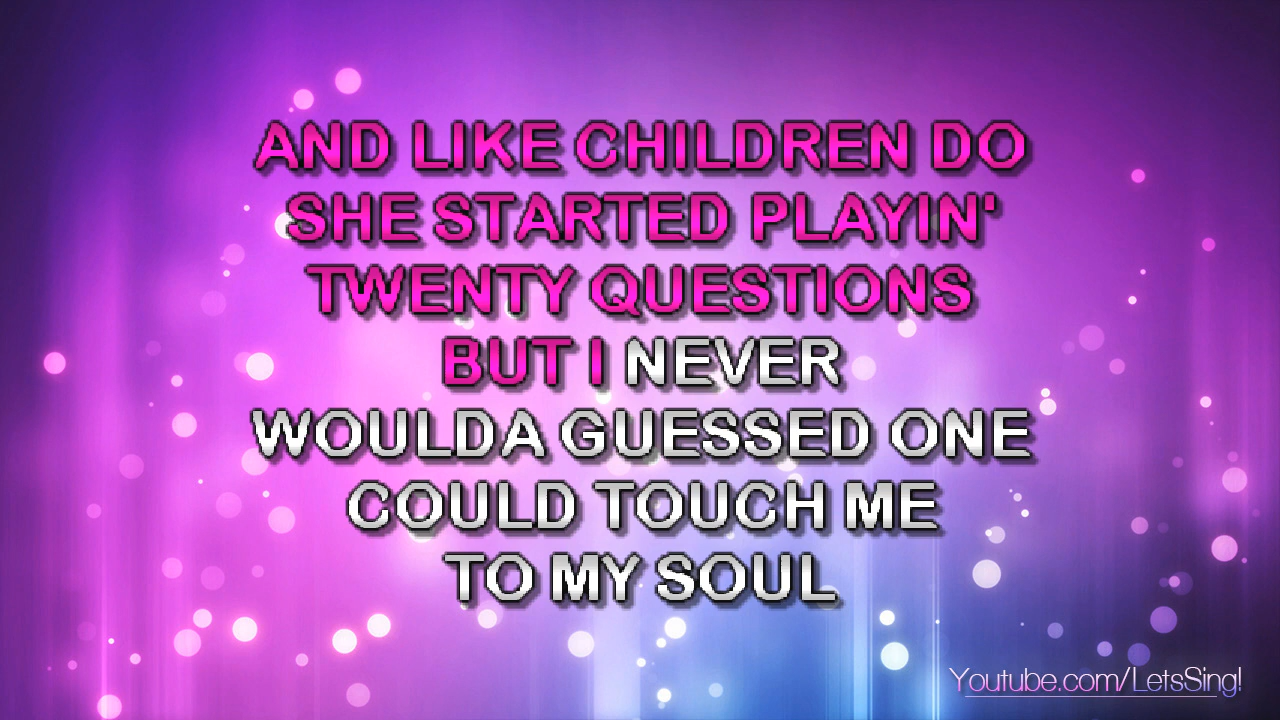 AND LIKE CHILDREN DO
SHE STARTED PLAYIN'
TWENTY QUESTIONS
BUT I NEVER
WOULDA GUESSED ONE
COULD TOUCH ME
TO MY SOUL
Youtube.com/LetsSing!